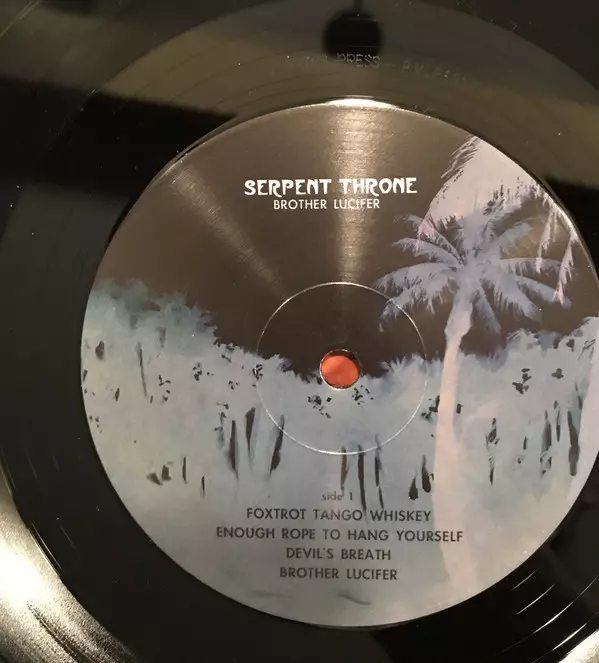 SERPENT THRONE
BROTHER LUCIFER
side 1
FOXTROT TANGO WHISKEY
ENOUGH ROPE TO HANG YOURSELF
DEVIL'S BREATH
BROTHER LUCIFER